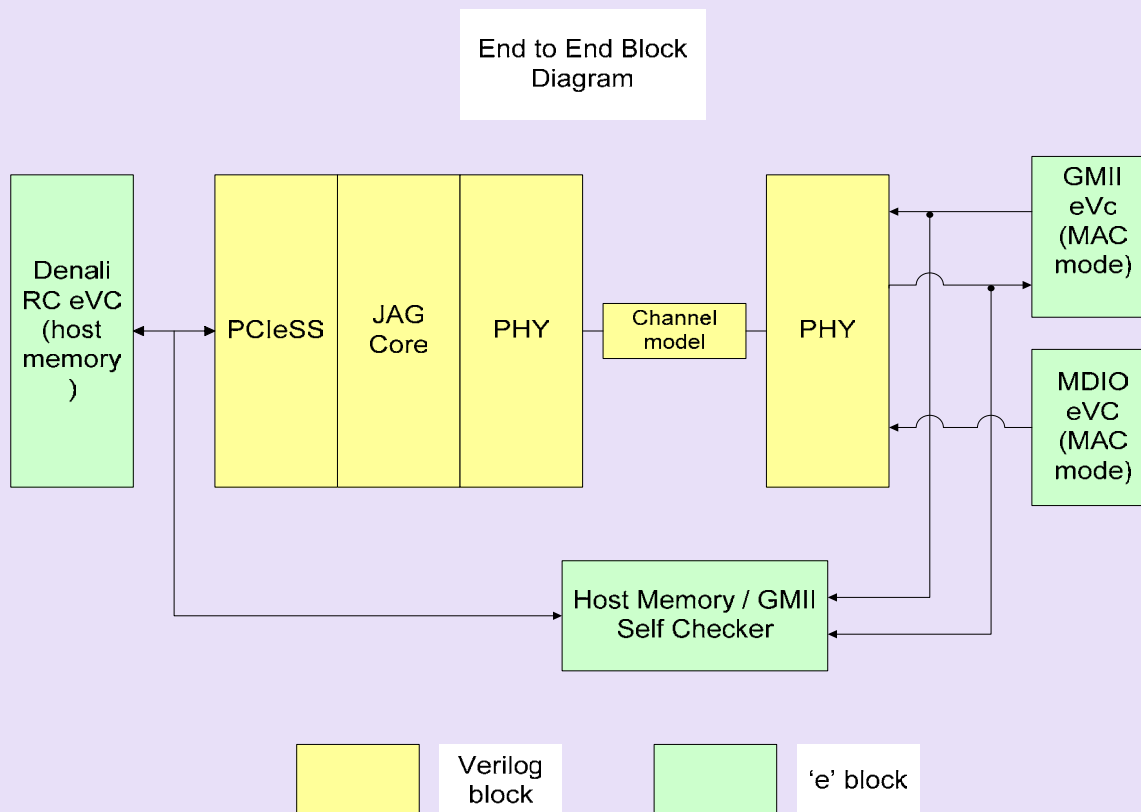 End to End Block
Diagram
Denali
RC eVC
(host
memory
)
PCIeSS
JAG
Core
PHY
Channel
model
PHY
GMII
eVc
(MAC
mode)
MDIO
eVC
(MAC
mode)
Host Memory / GMII
Self Checker
Verilog
block
‘e’ block